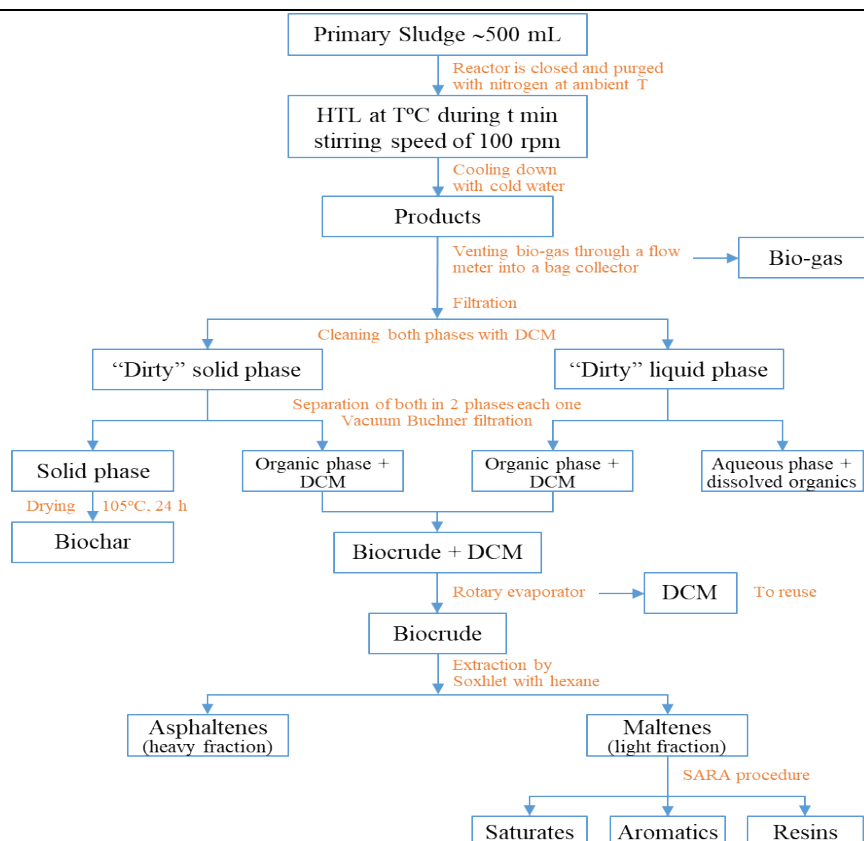 Primary Sludge ~500 mL
Reactor is closed and purged
with nitrogen at ambient T
HTL at TºC during t min
stirring speed of 100 rpm
Cooling down
with cold water
Products
Venting bio-gas through a flow
meter into a bag collector
Bio-gas
Filtration
Cleaning both phases with DCM
“Dirty” solid phase
“Dirty” liquid phase
Separation of both in 2 phases each one
Vacuum Buchner filtration
Solid phase
Organic phase +
DCM
Organic phase +
DCM
Aqueous phase +
dissolved organics
Drying
105ºC, 24 h
Biochar
Biocrude + DCM
Rotary evaporator
DCM
To reuse
Biocrude
Extraction by
Soxhlet with hexane
Asphaltenes
(heavy fraction)
Maltenes
(light fraction)
SARA procedure
Saturates
Aromatics
Resins